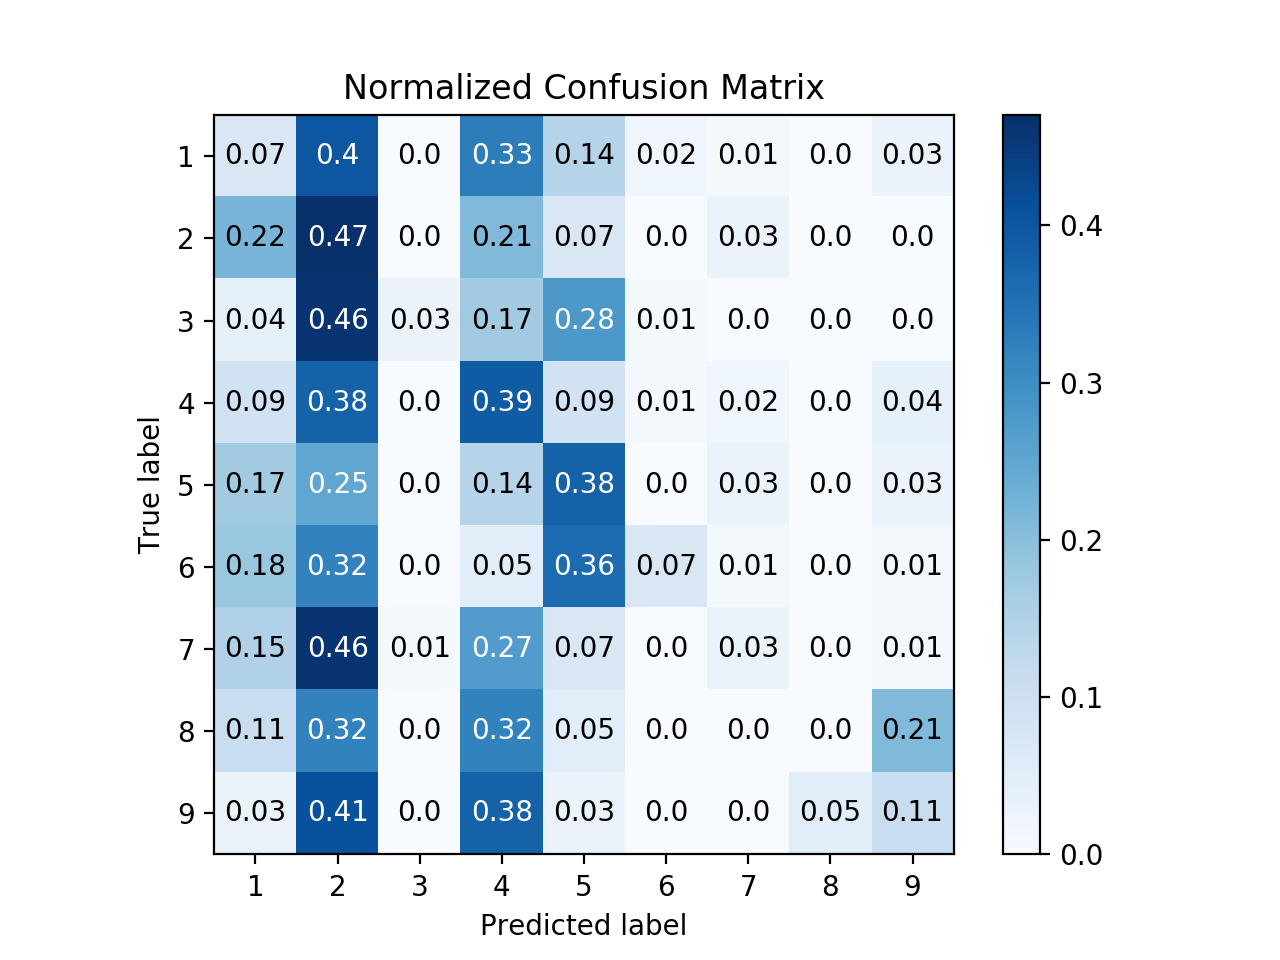 Normalized Confusion Matrix
1 0.07 0.4 0.0 0.33 0.14 0.02 0.01 0.0 0.03
2 0.22 0.47 0.0 0.21 0.07 0.0 0.03 0.0 0.0
3 0.04 0.46 0.03 0.17 0.28 0.01 0.0 0.0 0.0
4 0.09 0.38 0.0 0.39 0.09 0.01 0.02 0.0 0.04
5 0.17 0.25 0.0 0.14 0.38 0.0 0.03 0.0 0.03
6 0.18 0.32 0.0 0.05 0.36 0.07 0.01 0.0 0.01
7 0.15 0.46 0.01 0.27 0.07 0.0 0.03 0.0 0.01
8 0.11 0.32 0.0 0.32 0.05 0.0 0.0 0.0 0.21
9 0.03 0.41 0.0 0.38 0.03 0.0 0.0 0.05 0.11
1 2 3 4 5 6 7 8 9
Predicted label
True label
0.4
0.3
0.2
0.1
0.0